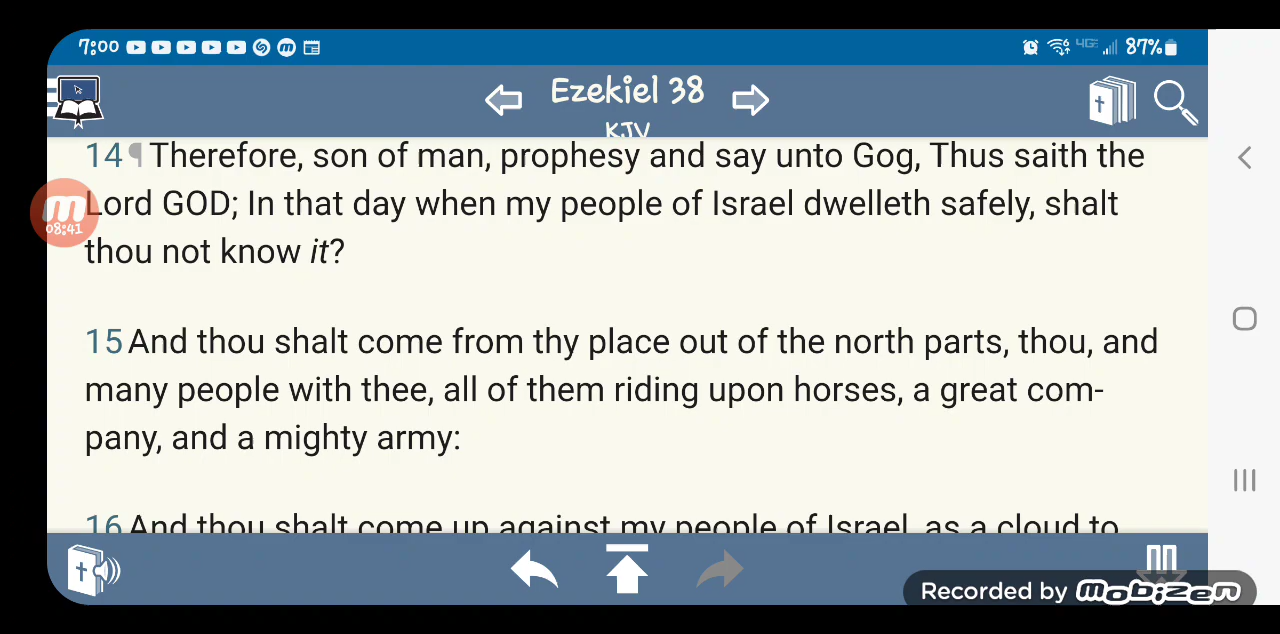 7:00 4GE 87%
Ezekiel 38
KJV
14 ¶ Therefore, son of man, prophesy and say unto Gog, Thus saith the
Lord GOD; In that day when my people of Israel dwelleth safely, shalt
thou not know it?
08:41
15 And thou shalt come from thy place out of the north parts, thou, and
many people with thee, all of them riding upon horses, a great com-
pany, and a mighty army:
16 And thou shalt come up against my people of Israel, as a cloud to
Recorded by mobizen